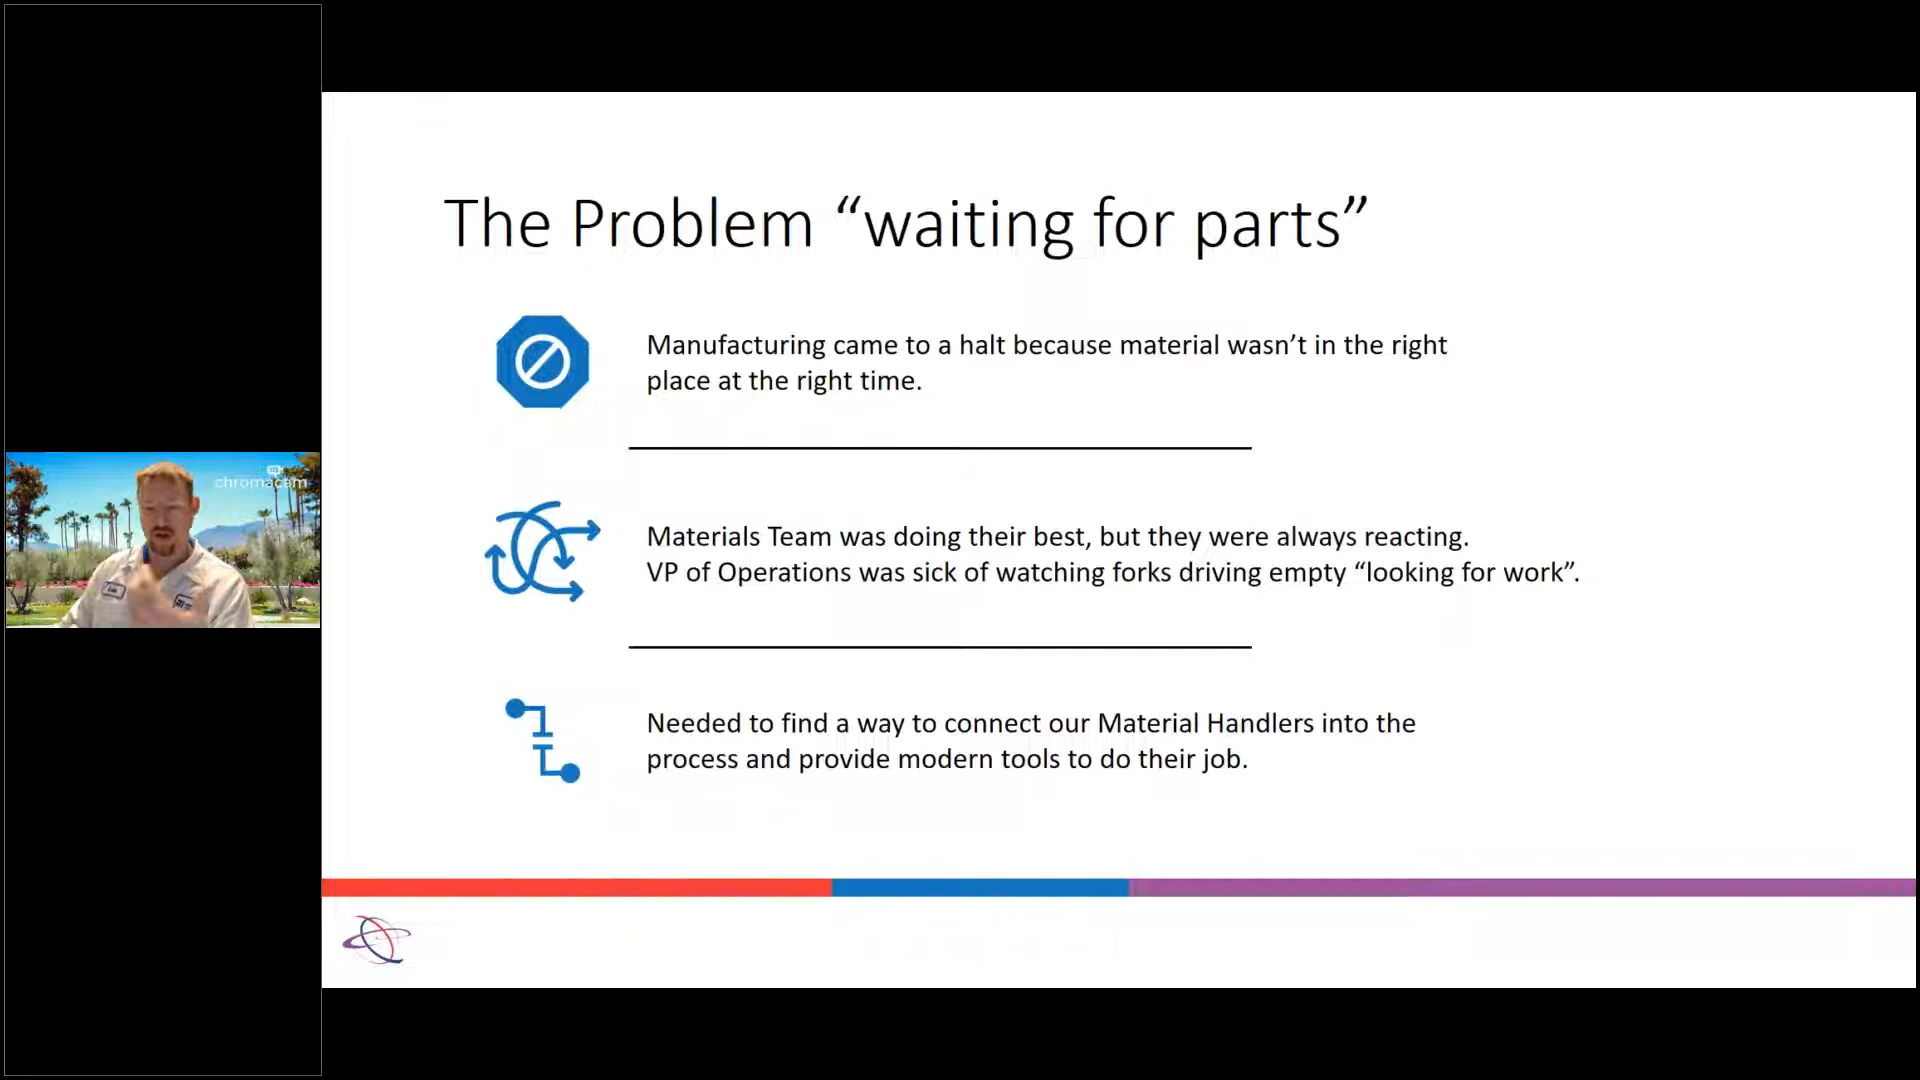 The Problem “waiting for parts”
Manufacturing came to a halt because material wasn’t in the right
place at the right time.
Materials Team was doing their best, but they were always reacting.
VP of Operations was sick of watching forks driving empty “looking for work”.
Needed to find a way to connect our Material Handlers into the
process and provide modern tools to do their job.
chromacam